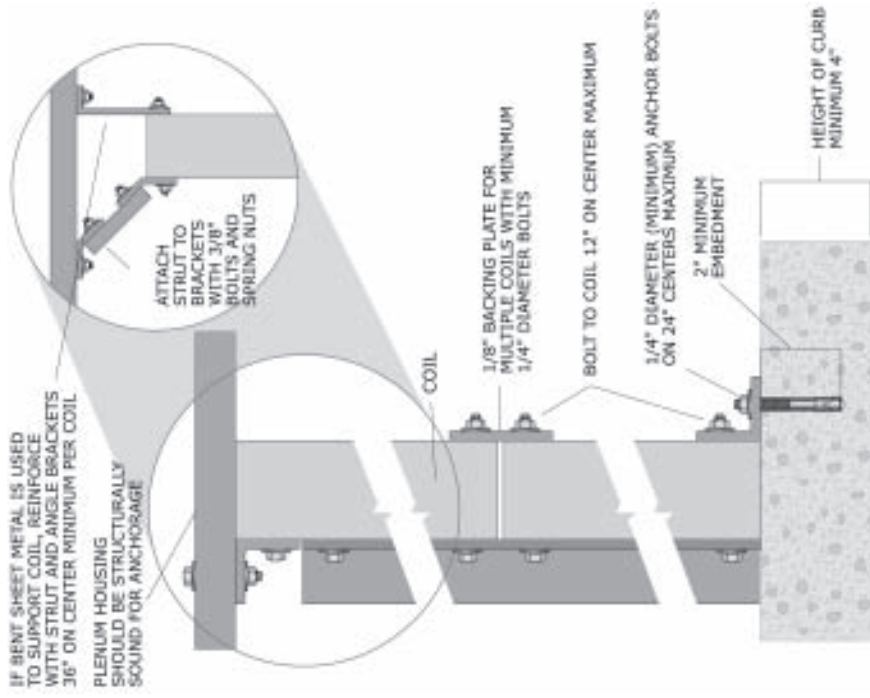 IF BENT SHEET METAL IS USED
TO SUPPORT COIL, REINFORCE
WITH STRUT AND ANGLE BRACKETS
36" ON CENTER MINIMUM PER COIL
PLENUM HOUSING
SHOULD BE STRUCTURALLY
SOUND FOR ANCHORAGE
ATTACH
STRUT TO
BRACKETS
WITH 3/8"
BOLTS AND
SPRING NUTS
COIL
1/8" BACKING PLATE FOR
MULTIPLE COILS WITH MINIMUM
1/4" DIAMETER BOLTS
BOLT TO COIL 12" ON CENTER MAXIMUM
1/4" DIAMETER (MINIMUM) ANCHOR BOLTS
ON 24" CENTERS MAXIMUM
2" MINIMUM
EMBEDMENT
HEIGHT OF CURB
MINIMUM 4"